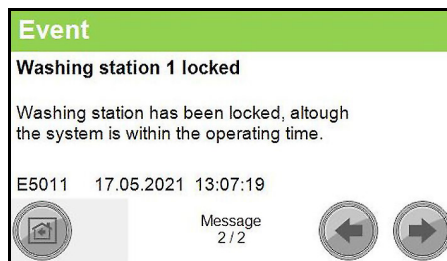 Event
Washing station 1 locked
Washing station has been locked, altough
the system is within the operating time.
E5011 17.05.2021 13:07:19
Message
2 / 2